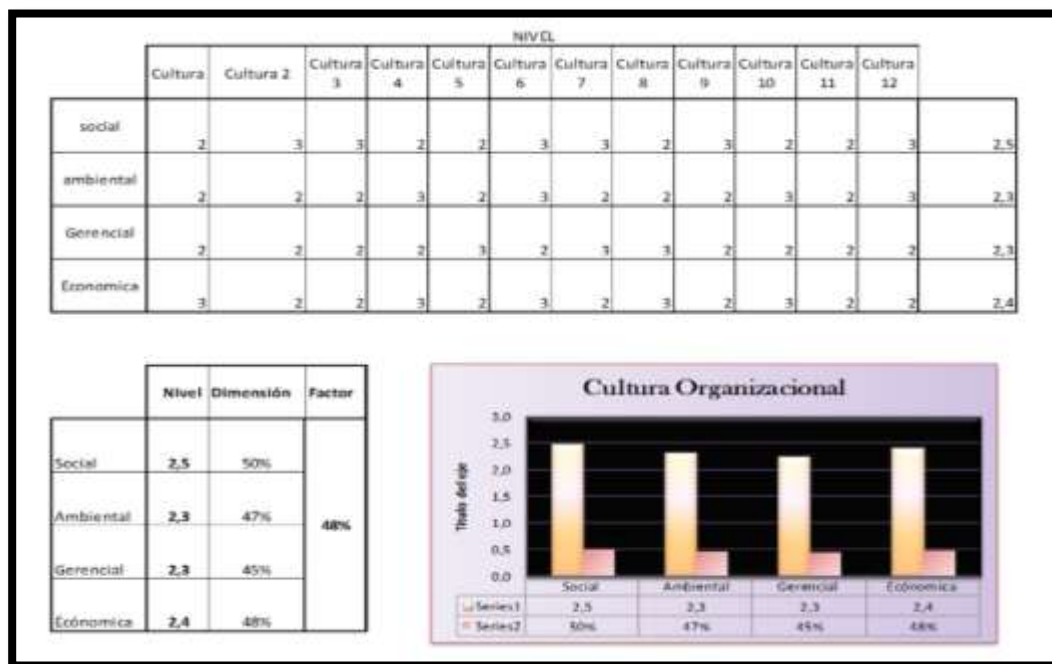 NIVEL
Cultura Cultura 2 Cultura 3 Cultura 4 Cultura 5 Cultura 6 Cultura 7 Cultura 8 Cultura 9 Cultura 10 Cultura 11 Cultura 12
social 2 3 3 2 2 3 3 2 3 2 2 3 2,5
ambiental 2 2 2 3 2 3 2 2 2 3 2 3 2,3
Gerencial 2 2 2 2 3 2 3 3 2 2 2 2 2,3
Economica 3 2 2 3 2 3 2 3 2 3 2 2 2,4
Nivel Dimensión Factor
Social 2,5 50%
Ambiental 2,3 47%
48%
Gerencial 2,3 45%
Ecónomica 2,4 48%
Cultura Organizacional
Titulo del eje
3,0
2,5
2,0
1,5
1,0
0,5
0,0
Social Ambiental Gerencial Ecónomica
Series1 2,5 2,3 2,3 2,4
Series2 50% 47% 45% 48%